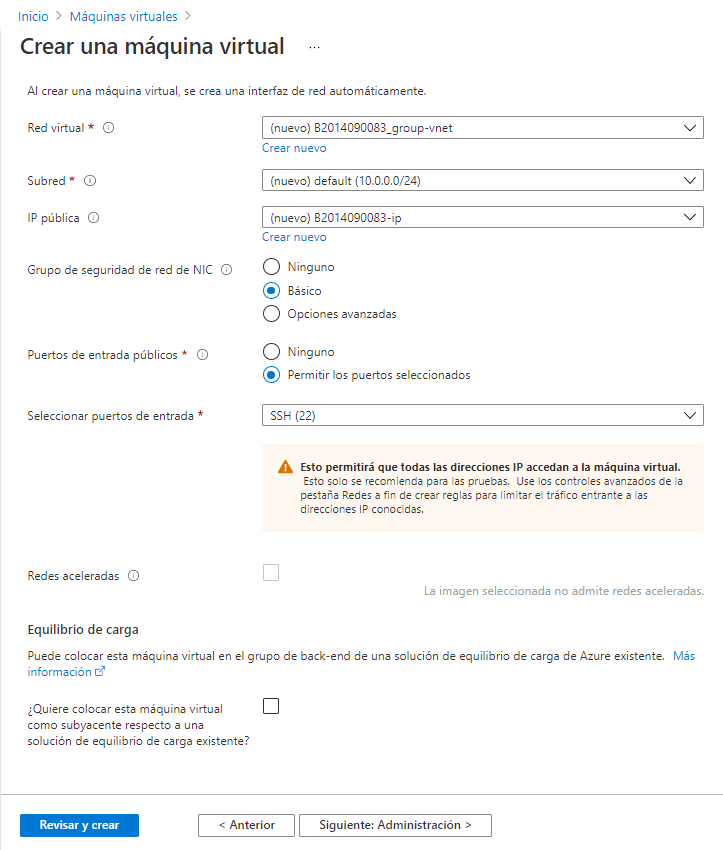 Inicio > Máquinas virtuales >
Crear una máquina virtual ...
Al crear una máquina virtual, se crea una interfaz de red automáticamente.
Red virtual * (nuevo) B2014090083_group-vnet
Crear nuevo
Subred * (nuevo) default (10.0.0.0/24)
IP pública (nuevo) B2014090083-ip
Crear nuevo
Grupo de seguridad de red de NIC Ninguno
Básico
Opciones avanzadas
Puertos de entrada públicos * Ninguno
Permitir los puertos seleccionados
Seleccionar puertos de entrada * SSH (22)
Esto permitirá que todas las direcciones IP accedan a la máquina virtual.
Esto solo se recomienda para las pruebas. Use los controles avanzados de la
pestaña Redes a fin de crear reglas para limitar el tráfico entrante a las
direcciones IP conocidas.
Redes aceleradas
La imagen seleccionada no admite redes aceleradas.
Equilibrio de carga
Puede colocar esta máquina virtual en el grupo de back-end de una solución de equilibrio de carga de Azure existente. Más
información
¿Quiere colocar esta máquina virtual
como subyacente respecto a una
solución de equilibrio de carga existente?
Revisar y crear < Anterior Siguiente: Administración >